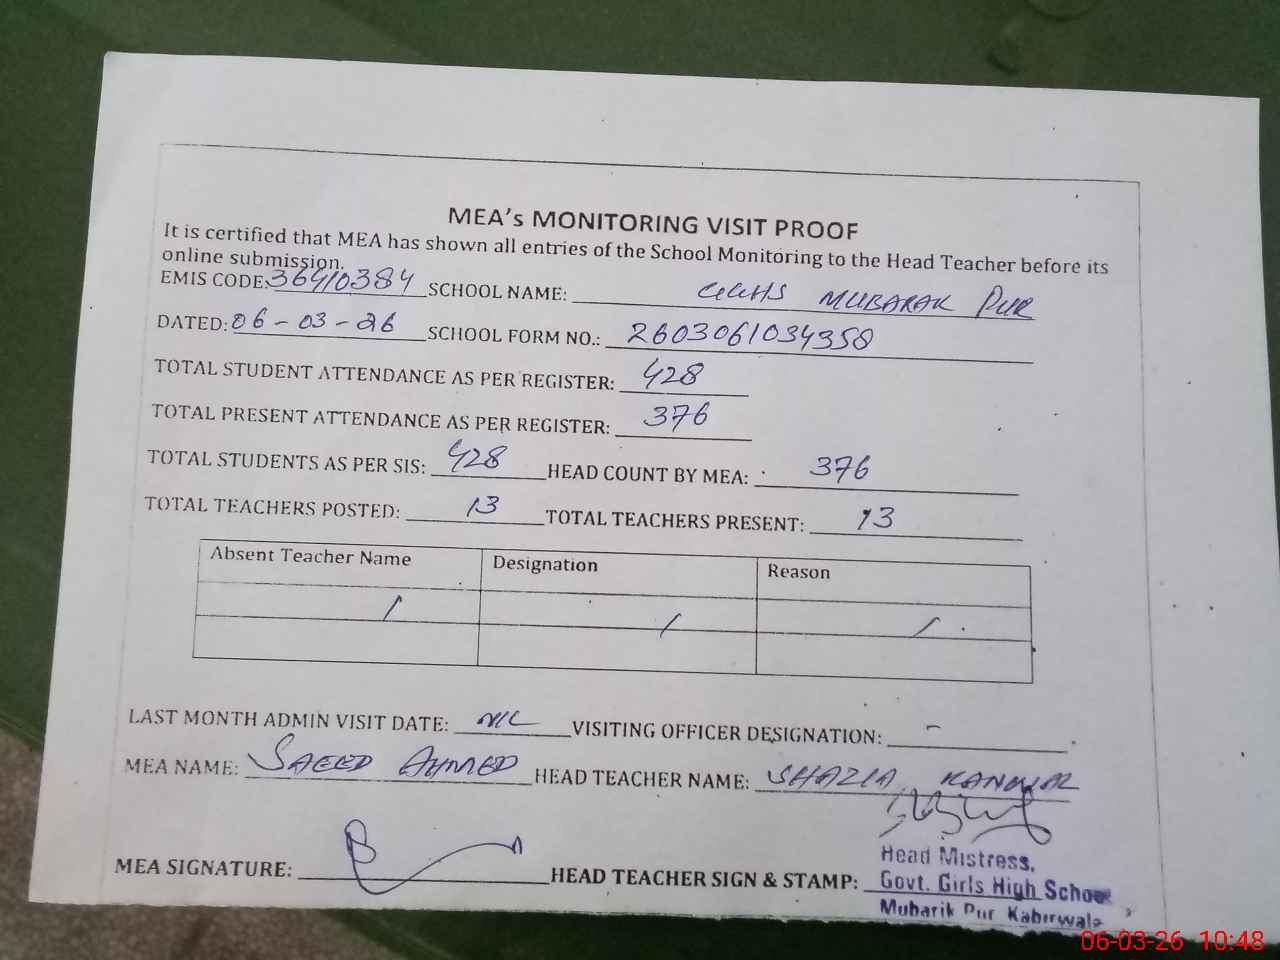 MEA's MONITORING VISIT PROOF
It is certified that MEA has shown all entries of the School Monitoring to the Head Teacher before its
online submission.
EMIS CODE: 36410384 SCHOOL NAME: GGHS MUBARAK PUR
DATED: 06-03-26 SCHOOL FORM NO.: 2603061034358
TOTAL STUDENT ATTENDANCE AS PER REGISTER: 428
TOTAL PRESENT ATTENDANCE AS PER REGISTER: 376
TOTAL STUDENTS AS PER SIS: 428 HEAD COUNT BY MEA: 376
TOTAL TEACHERS POSTED: 13 TOTAL TEACHERS PRESENT: 13
Absent Teacher Name Designation Reason
/ / /
LAST MONTH ADMIN VISIT DATE: NIL VISITING OFFICER DESIGNATION: -
MEA NAME: SAEED AHMED HEAD TEACHER NAME: SHAZIA KANWAL
MEA SIGNATURE: HEAD TEACHER SIGN & STAMP:
Head Mistress,
Govt. Girls High School
Mubarik Pur Kabirwala
06-03-26 10:48